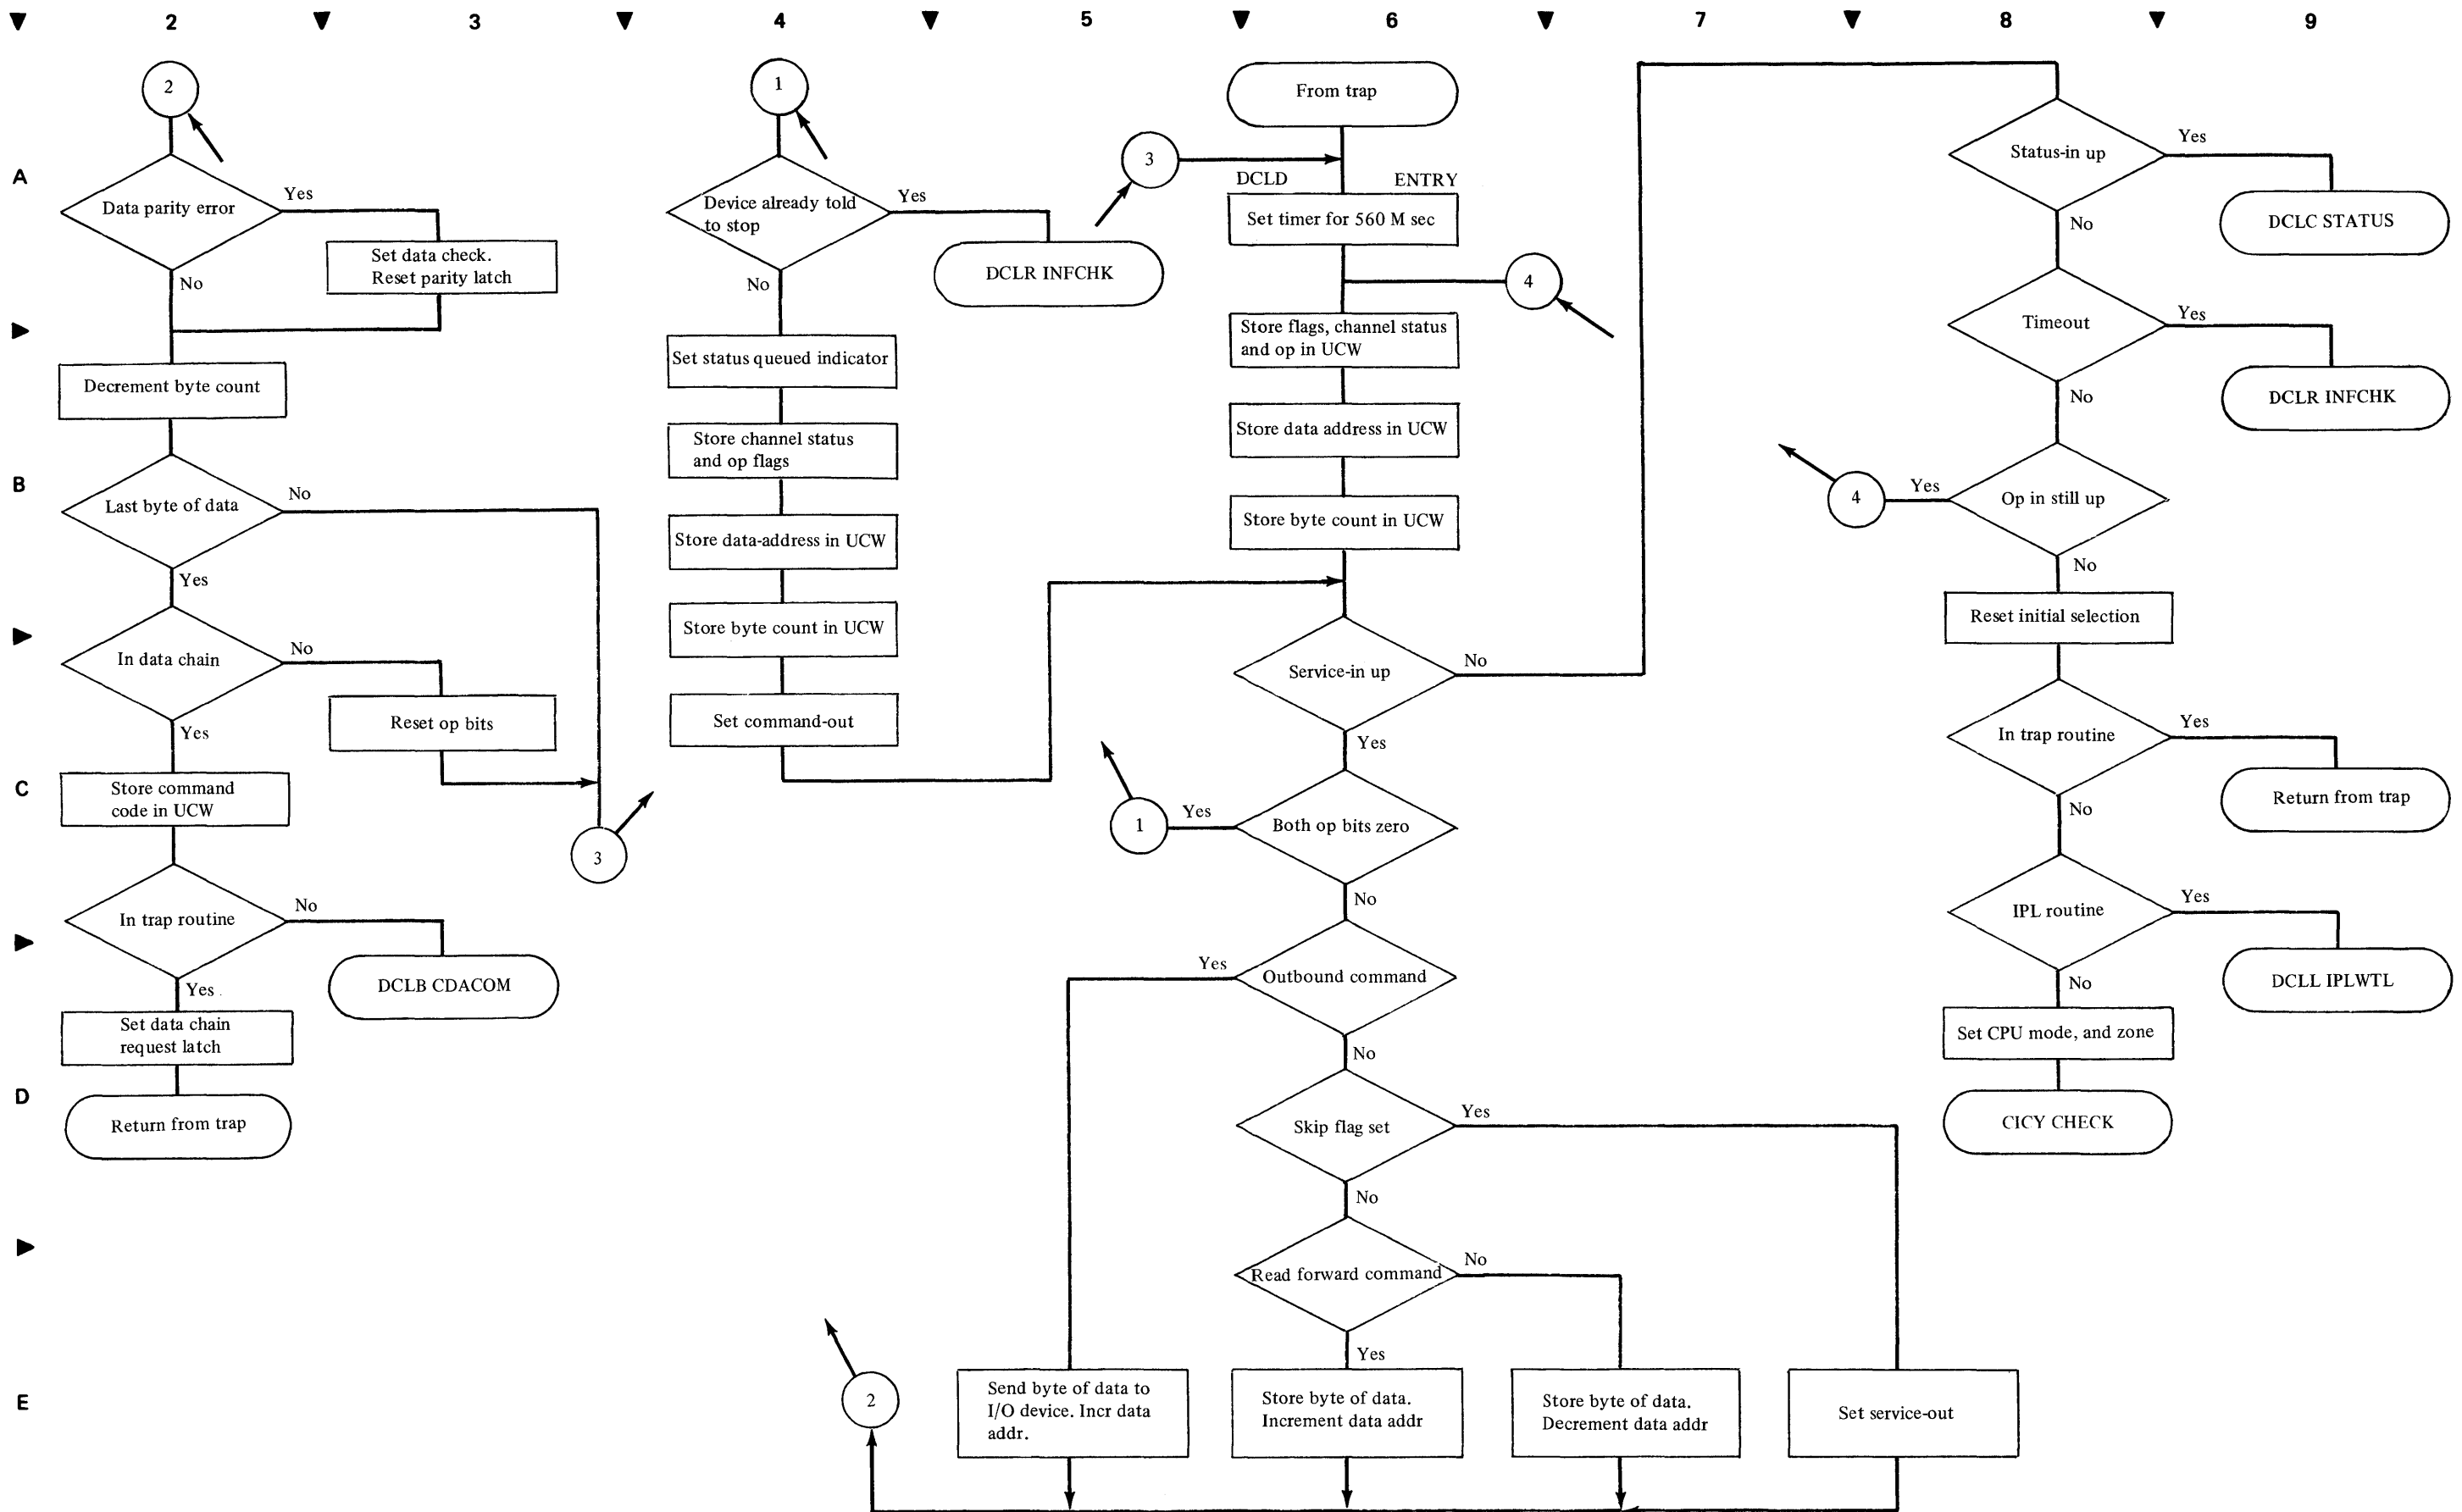 2 3 4 5 6 7 8 9
A
B
C
D
E
2
Data parity error
Yes
No
Set data check.
Reset parity latch
Decrement byte count
Last byte of data
No
Yes
In data chain
No
Yes
Reset op bits
3
Store command
code in UCW
In trap routine
No
Yes
DCLB CDACOM
Set data chain
request latch
Return from trap
1
Device already told
to stop
Yes
No
DCLR INFCHK
Set status queued indicator
Store channel status
and op flags
Store data-address in UCW
Store byte count in UCW
Set command-out
From trap
3
DCLD ENTRY
Set timer for 560 M sec
4
Store flags, channel status
and op in UCW
Store data address in UCW
Store byte count in UCW
Service-in up
No
Yes
Both op bits zero
Yes
1
No
Outbound command
Yes
No
Skip flag set
Yes
No
Read forward command
No
Yes
2
Send byte of data to
I/O device. Incr data
addr.
Store byte of data.
Increment data addr
Store byte of data.
Decrement data addr
Set service-out
Status-in up
Yes
No
DCLC STATUS
Timeout
Yes
No
DCLR INFCHK
Op in still up
Yes
4
No
Reset initial selection
In trap routine
Yes
No
Return from trap
IPL routine
Yes
No
DCLL IPLWTL
Set CPU mode, and zone
CICY CHECK